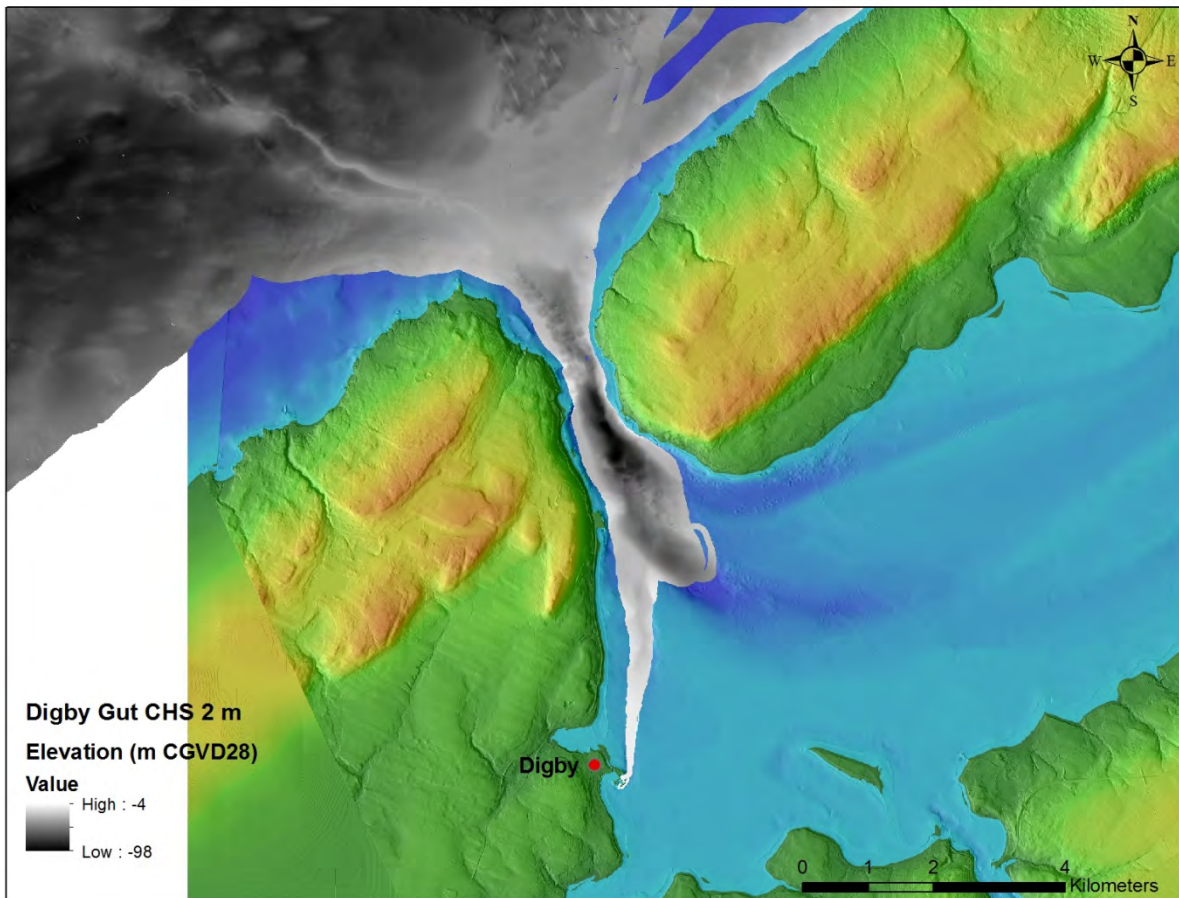 N
W E
S
Digby Gut CHS 2 m
Elevation (m CGVD28)
Value
High : -4
Low : -98
Digby
0 1 2 4
Kilometers